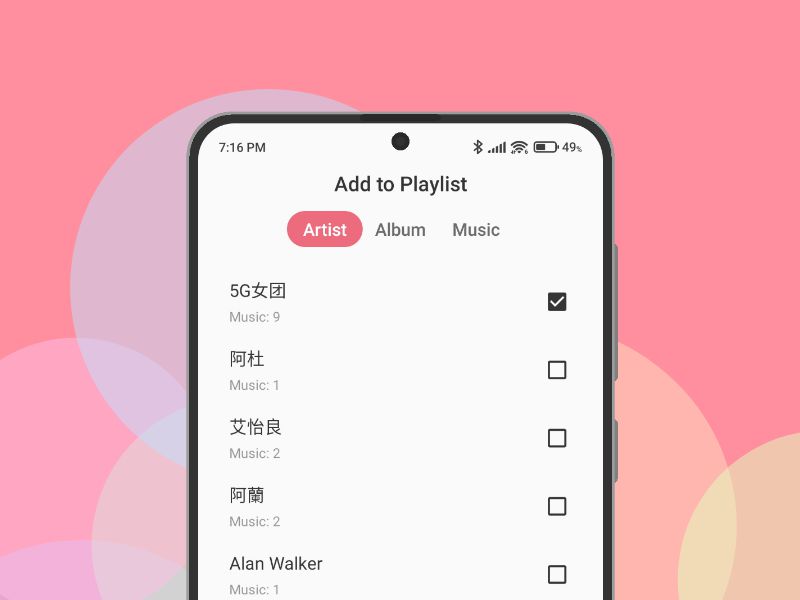 7:16 PM 49%
Add to Playlist
Artist Album Music
5G女团
Music: 9
阿杜
Music: 1
艾怡良
Music: 2
阿蘭
Music: 2
Alan Walker
Music: 1